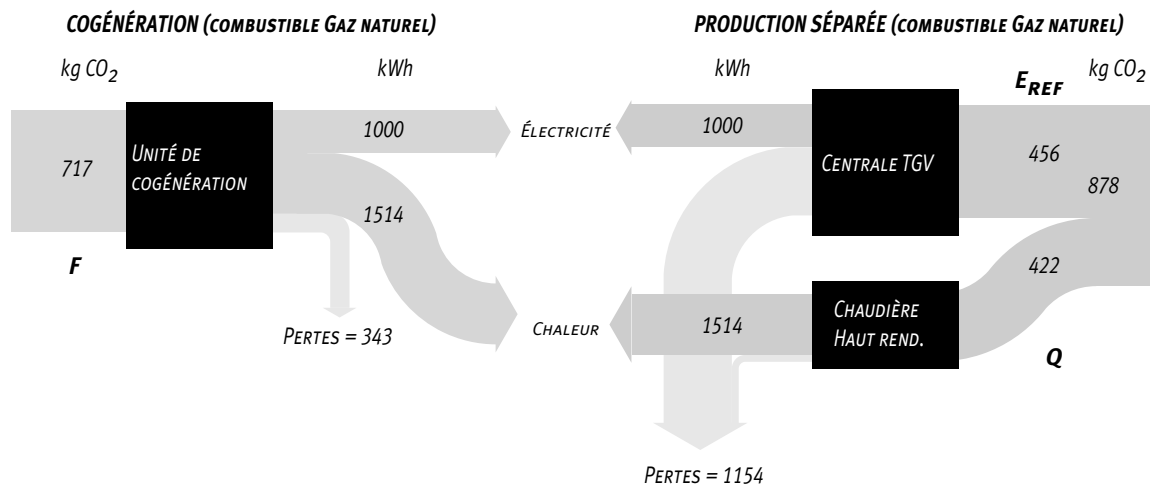 COGÉNÉRATION (COMBUSTIBLE GAZ NATUREL)
kg CO2
kWh
717
UNITÉ DE
COGÉNÉRATION
1000
1514
F
PERTES = 343
ÉLECTRICITÉ
CHALEUR
PRODUCTION SÉPARÉE (COMBUSTIBLE GAZ NATUREL)
kWh
EREF
kg CO2
1000
CENTRALE TGV
456
878
422
1514
CHAUDIÈRE
HAUT REND.
Q
PERTES = 1154